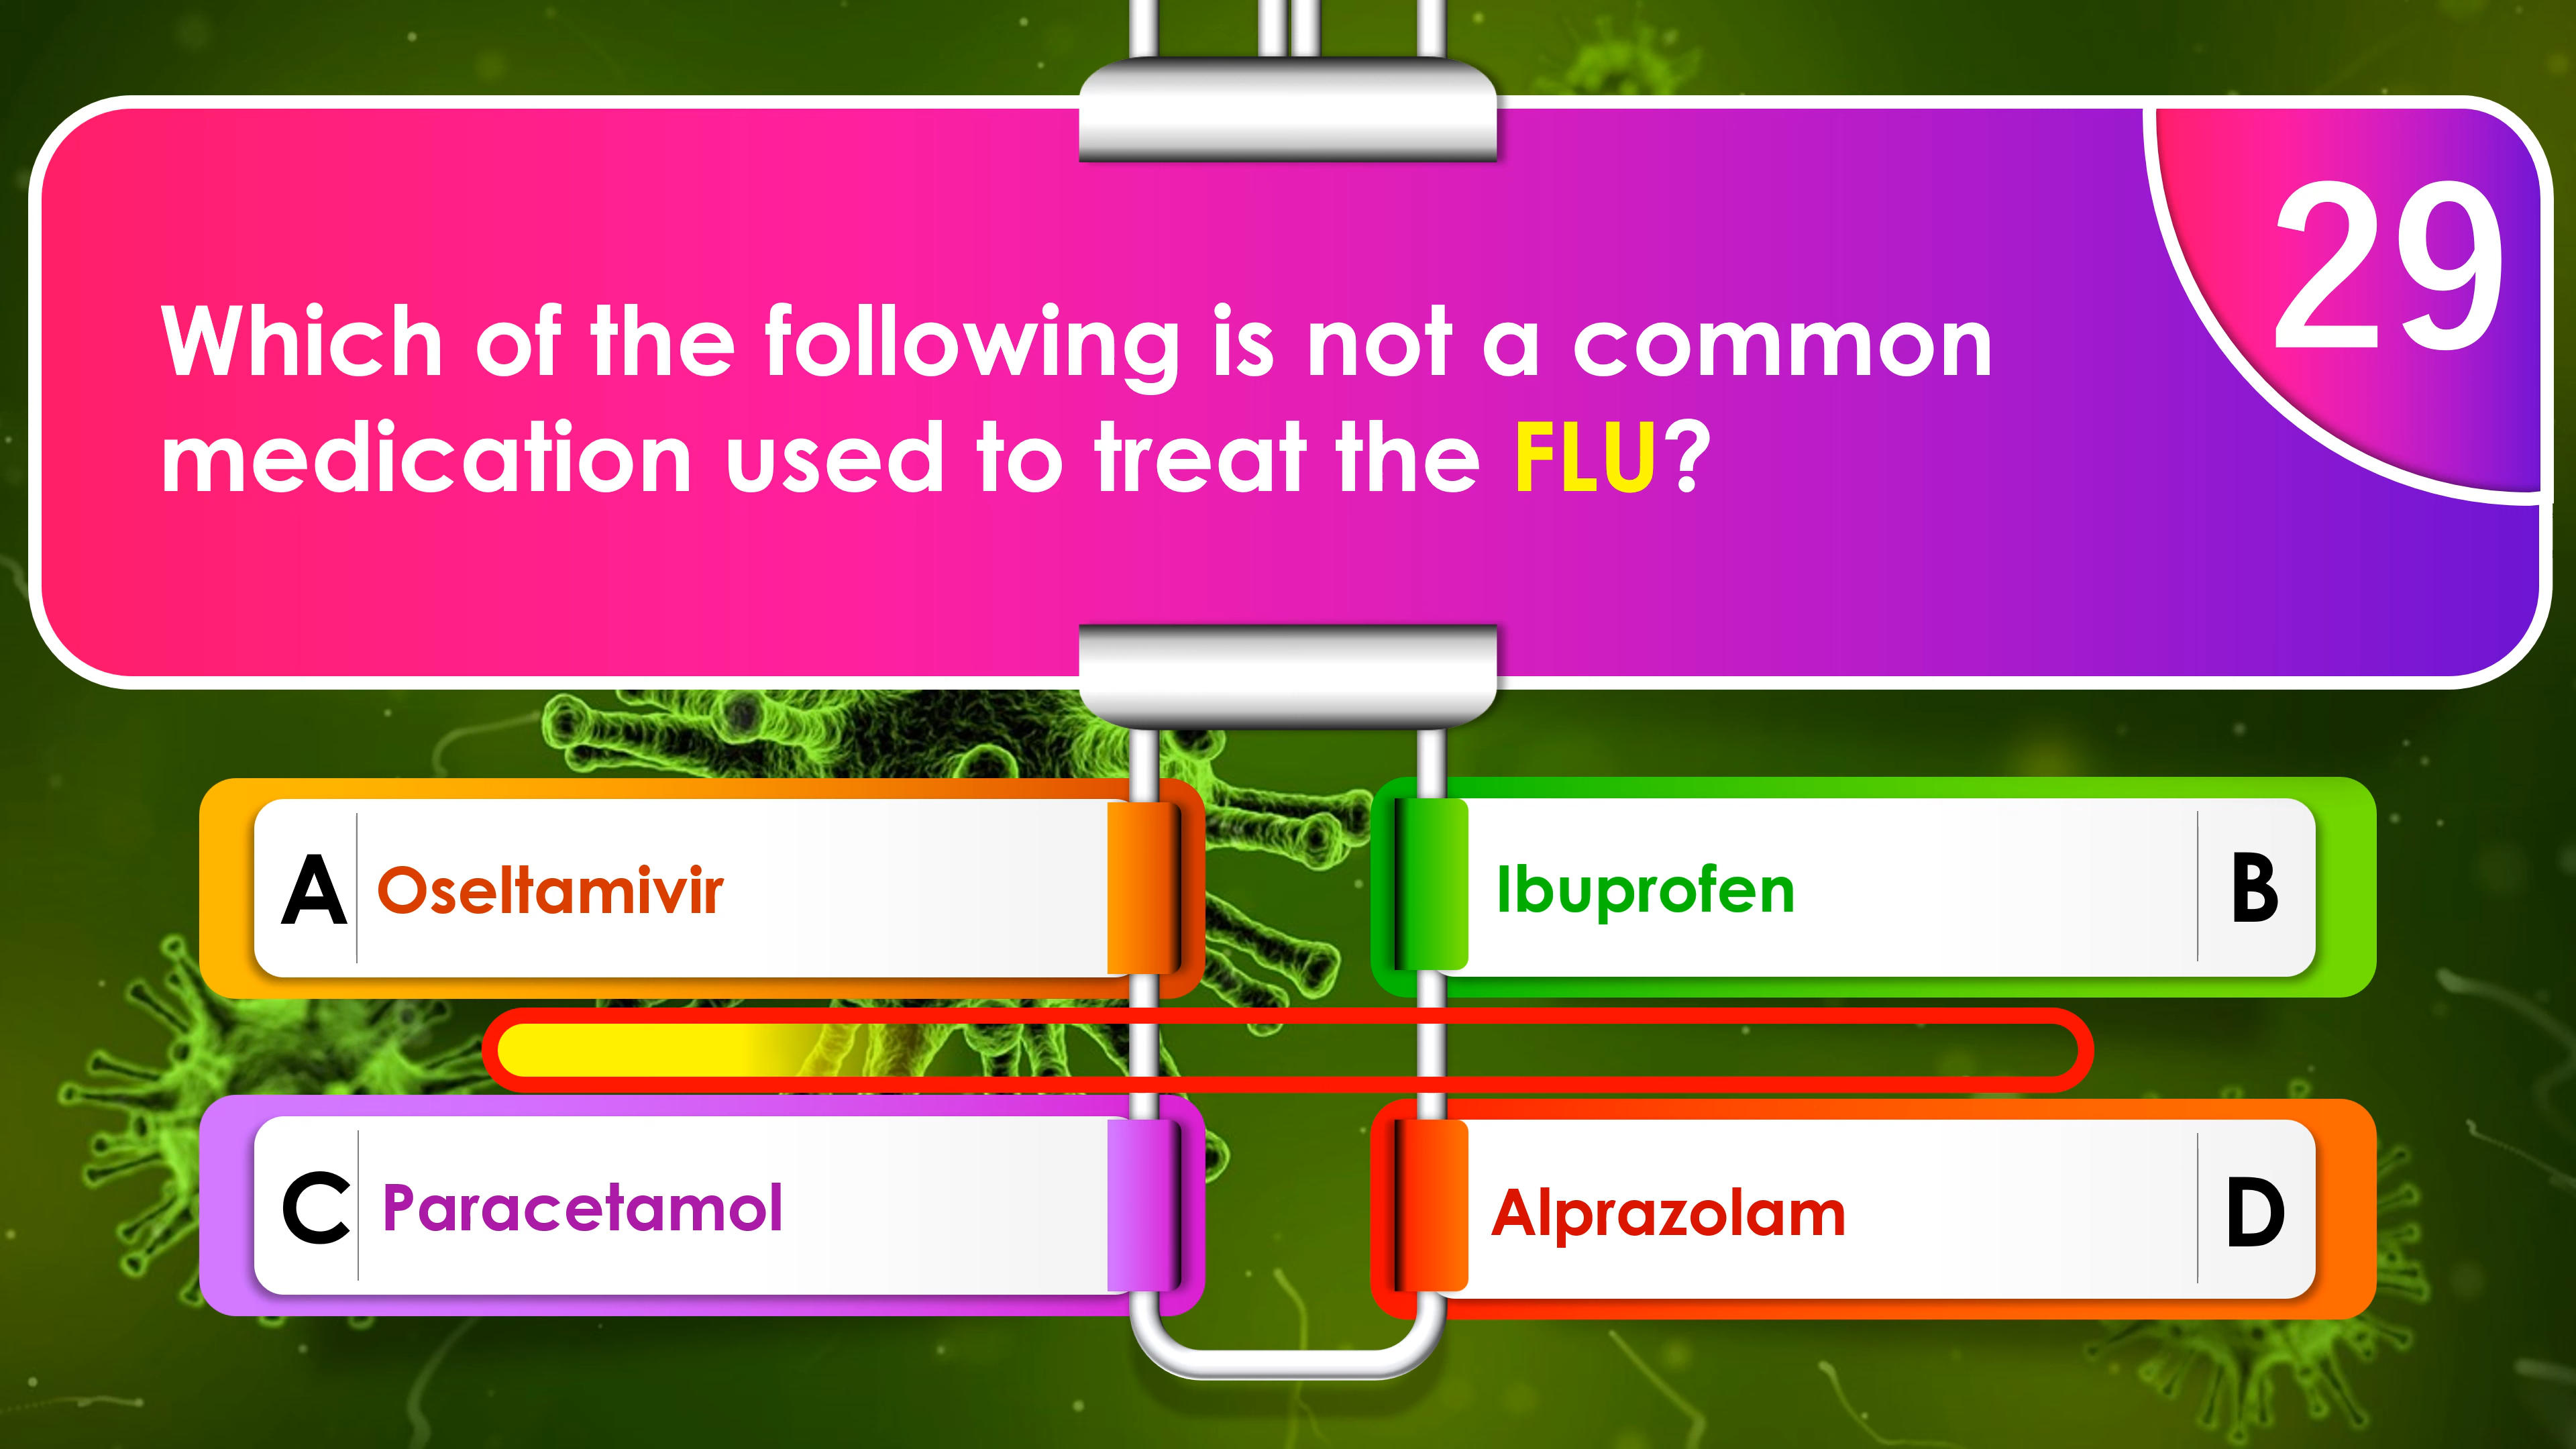 29
Which of the following is not a common
medication used to treat the FLU?
A Oseltamivir
Ibuprofen B
C Paracetamol
Alprazolam D